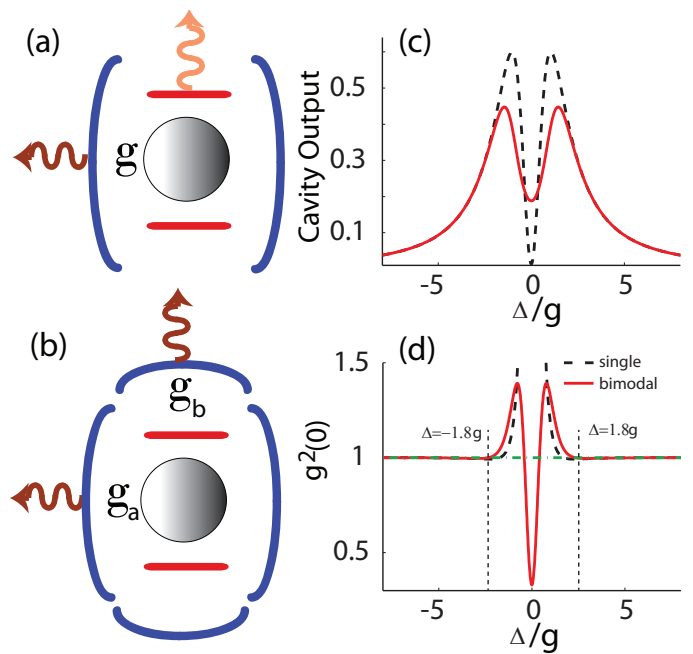 (a)
g
(b)
g_b
g_a
(c)
Cavity Output
0.5
0.3
0.1
-5 0 5
Δ/g
(d)
g²(0)
1.5
1
0.5
single
bimodal
Δ=−1.8g
Δ=1.8g
-5 0 5
Δ/g